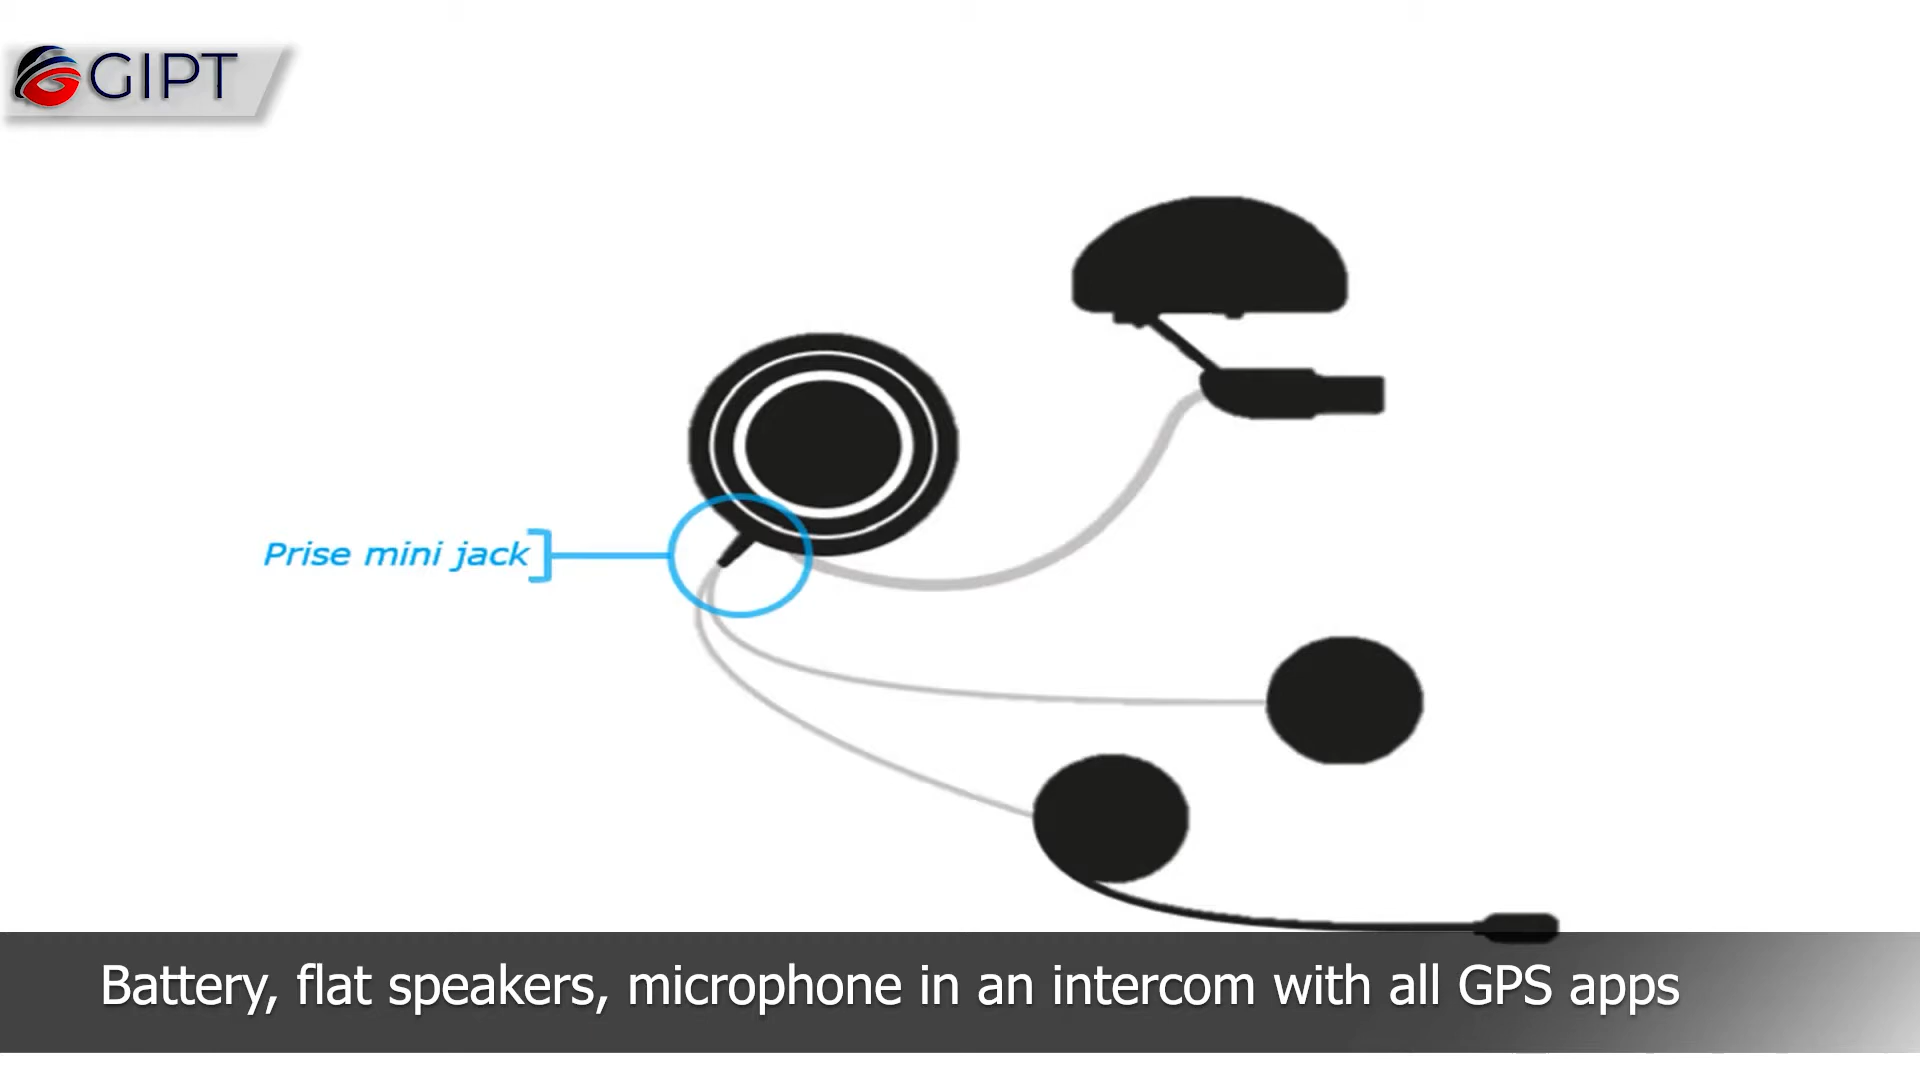 GIPT
Prise mini jack
Battery, flat speakers, microphone in an intercom with all GPS apps